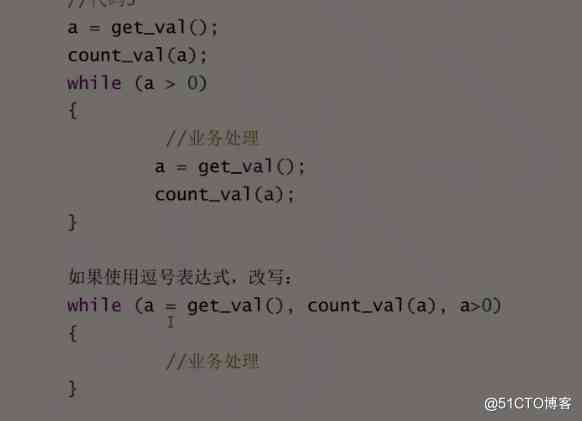 //代码3
a = get_val();
count_val(a);
while (a > 0)
{
//业务处理
a = get_val();
count_val(a);
}
如果使用逗号表达式，改写：
while (a = get_val(), count_val(a), a>0)
{
//业务处理
}
@51CTO博客